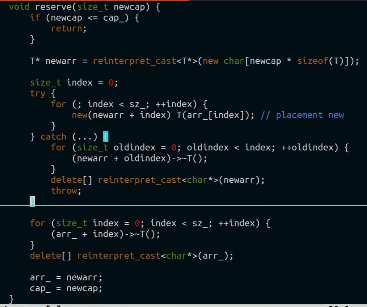 void reserve(size_t newcap) {
if (newcap <= cap_) {
return;
}
T* newarr = reinterpret_cast<T*>(new char[newcap * sizeof(T)]);
size_t index = 0;
try {
for (; index < sz_; ++index) {
new(newarr + index) T(arr_[index]); // placement new
}
} catch (...) {
for (size_t oldindex = 0; oldindex < index; ++oldindex) {
(newarr + oldindex)->~T();
}
delete[] reinterpret_cast<char*>(newarr);
throw;
}
for (size_t index = 0; index < sz_; ++index) {
(arr_ + index)->~T();
}
delete[] reinterpret_cast<char*>(arr_);
arr_ = newarr;
cap_ = newcap;
}